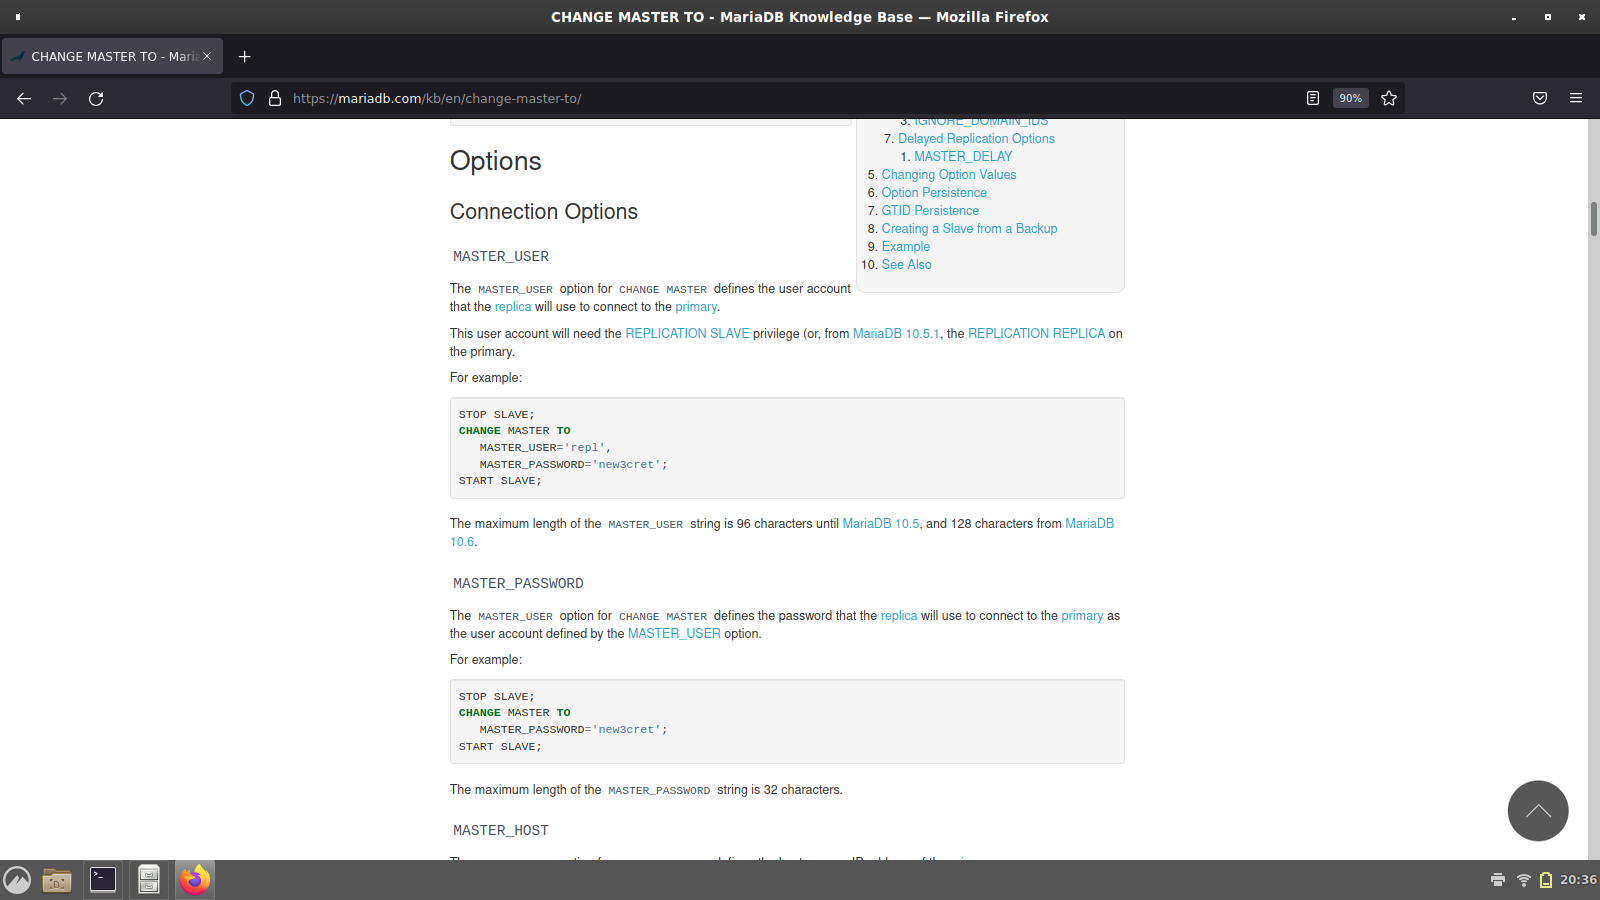 CHANGE MASTER TO - MariaDB Knowledge Base — Mozilla Firefox
CHANGE MASTER TO - Maria
https://mariadb.com/kb/en/change-master-to/
90%
3. IGNORE_DOMAIN_IDS
7. Delayed Replication Options
1. MASTER_DELAY
5. Changing Option Values
6. Option Persistence
7. GTID Persistence
8. Creating a Slave from a Backup
9. Example
10. See Also
Options
Connection Options
MASTER_USER
The MASTER_USER option for CHANGE MASTER defines the user account
that the replica will use to connect to the primary.
This user account will need the REPLICATION SLAVE privilege (or, from MariaDB 10.5.1, the REPLICATION REPLICA on
the primary.
For example:
STOP SLAVE;
CHANGE MASTER TO
MASTER_USER='repl',
MASTER_PASSWORD='new3cret';
START SLAVE;
The maximum length of the MASTER_USER string is 96 characters until MariaDB 10.5, and 128 characters from MariaDB
10.6.
MASTER_PASSWORD
The MASTER_USER option for CHANGE MASTER defines the password that the replica will use to connect to the primary as
the user account defined by the MASTER_USER option.
For example:
STOP SLAVE;
CHANGE MASTER TO
MASTER_PASSWORD='new3cret';
START SLAVE;
The maximum length of the MASTER_PASSWORD string is 32 characters.
MASTER_HOST
20:36